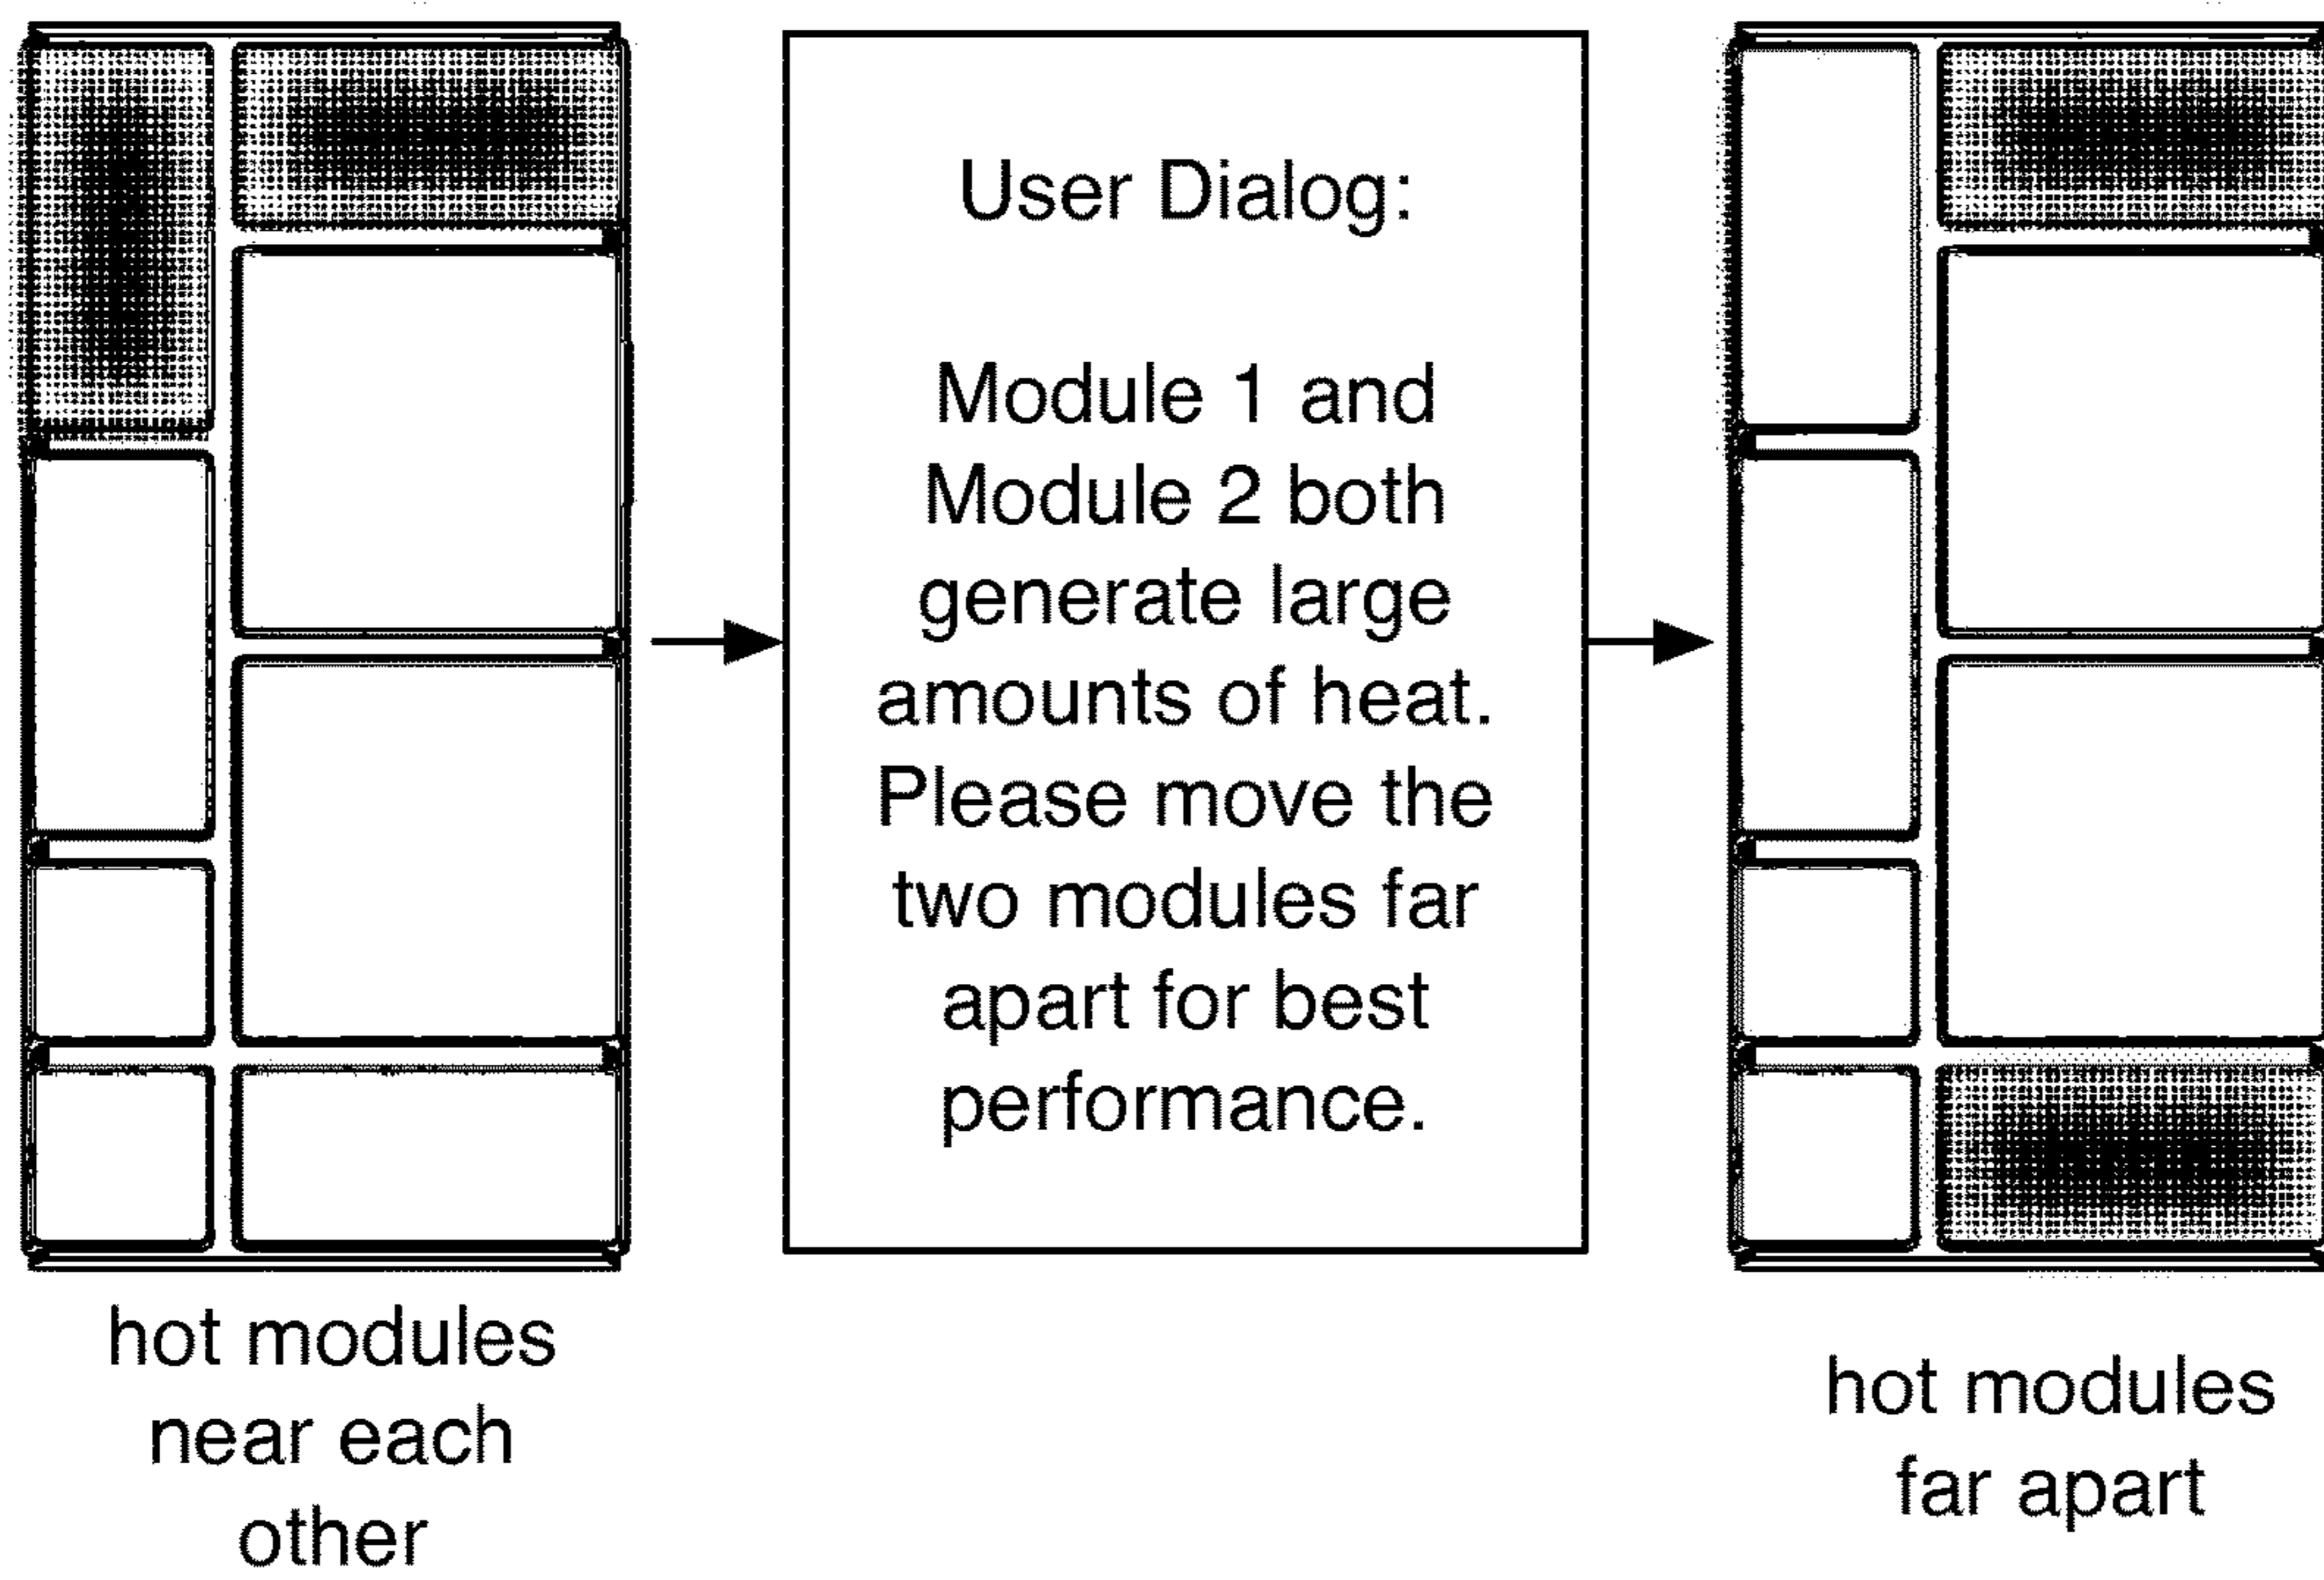 User Dialog:
Module 1 and
Module 2 both
generate large
amounts of heat.
Please move the
two modules far
apart for best
performance.
hot modules
near each
other
hot modules
far apart